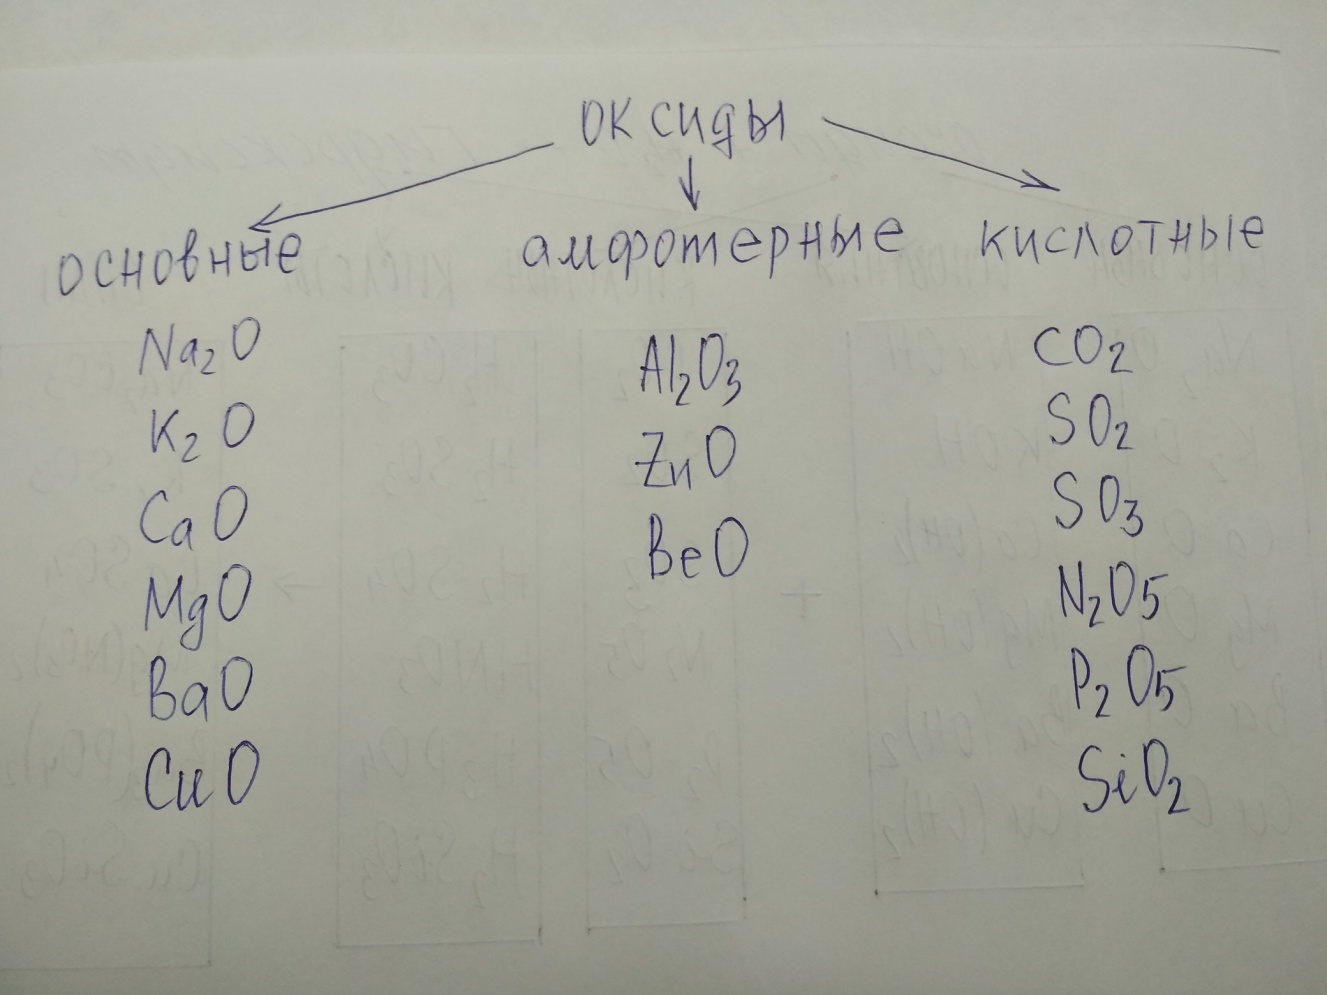 оксиды
основные амфотерные кислотные
Na₂O Al₂O₃ CO₂
K₂O ZnO SO₂
CaO BeO SO₃
MgO N₂O₅
BaO P₂O₅
CuO SiO₂